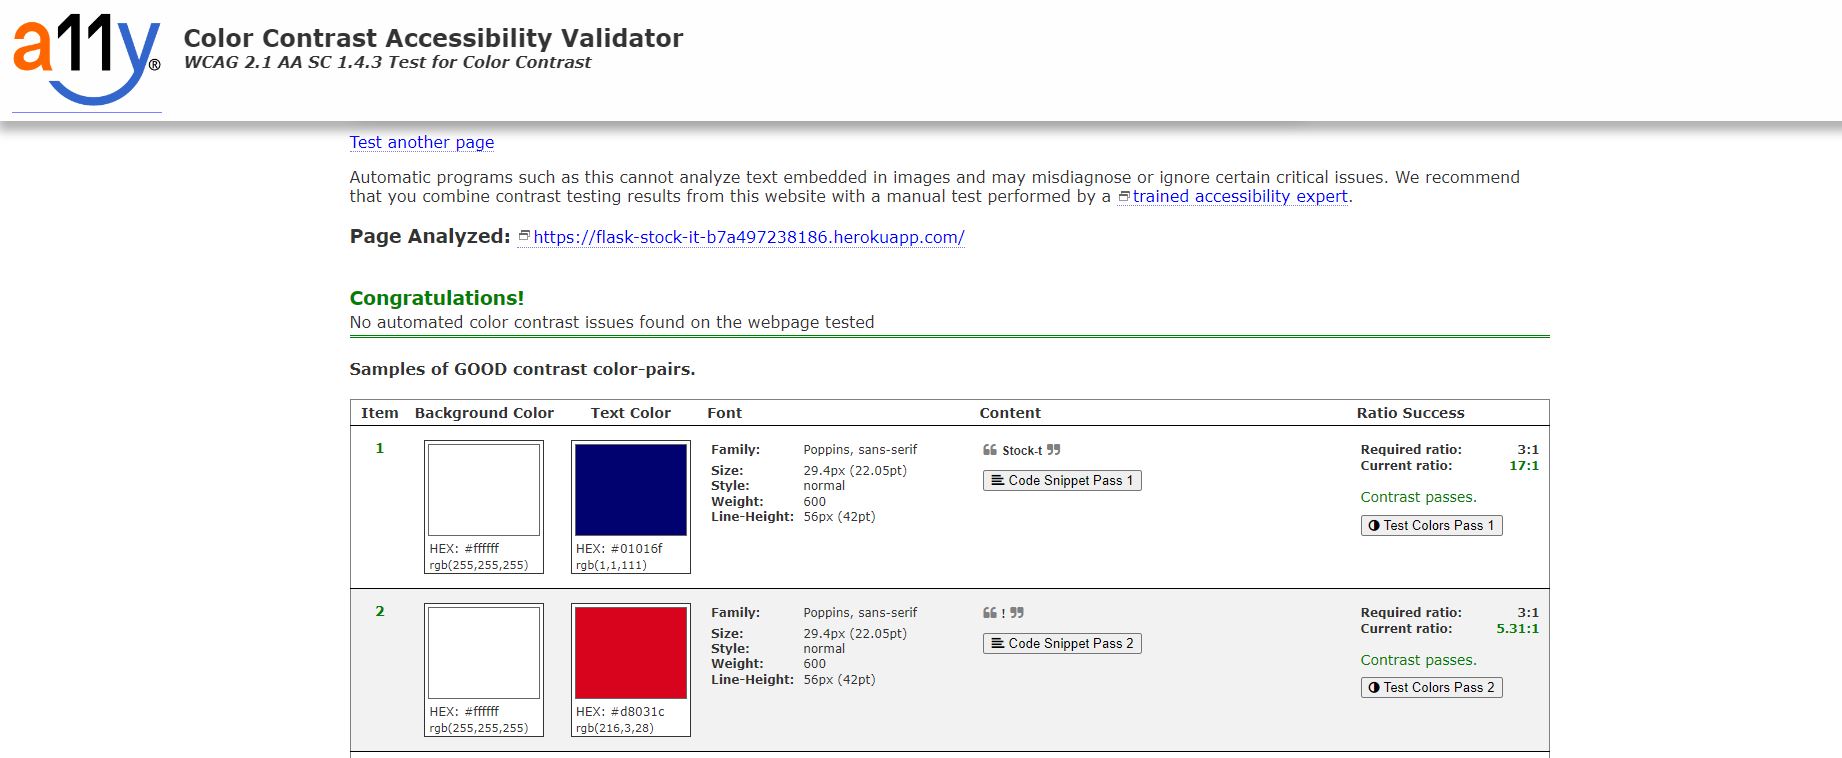 a11y®
Color Contrast Accessibility Validator
WCAG 2.1 AA SC 1.4.3 Test for Color Contrast
Test another page
Automatic programs such as this cannot analyze text embedded in images and may misdiagnose or ignore certain critical issues. We recommend
that you combine contrast testing results from this website with a manual test performed by a trained accessibility expert.
Page Analyzed: https://flask-stock-it-b7a497238186.herokuapp.com/
Congratulations!
No automated color contrast issues found on the webpage tested
Samples of GOOD contrast color-pairs.
Item Background Color Text Color Font Content Ratio Success
1
HEX: #ffffff
rgb(255,255,255)
HEX: #01016f
rgb(1,1,111)
Family: Poppins, sans-serif
Size: 29.4px (22.05pt)
Style: normal
Weight: 600
Line-Height: 56px (42pt)
❝ Stock-t ❞
Code Snippet Pass 1
Required ratio: 3:1
Current ratio: 17:1
Contrast passes.
Test Colors Pass 1
2
HEX: #ffffff
rgb(255,255,255)
HEX: #d8031c
rgb(216,3,28)
Family: Poppins, sans-serif
Size: 29.4px (22.05pt)
Style: normal
Weight: 600
Line-Height: 56px (42pt)
❝ ! ❞
Code Snippet Pass 2
Required ratio: 3:1
Current ratio: 5.31:1
Contrast passes.
Test Colors Pass 2